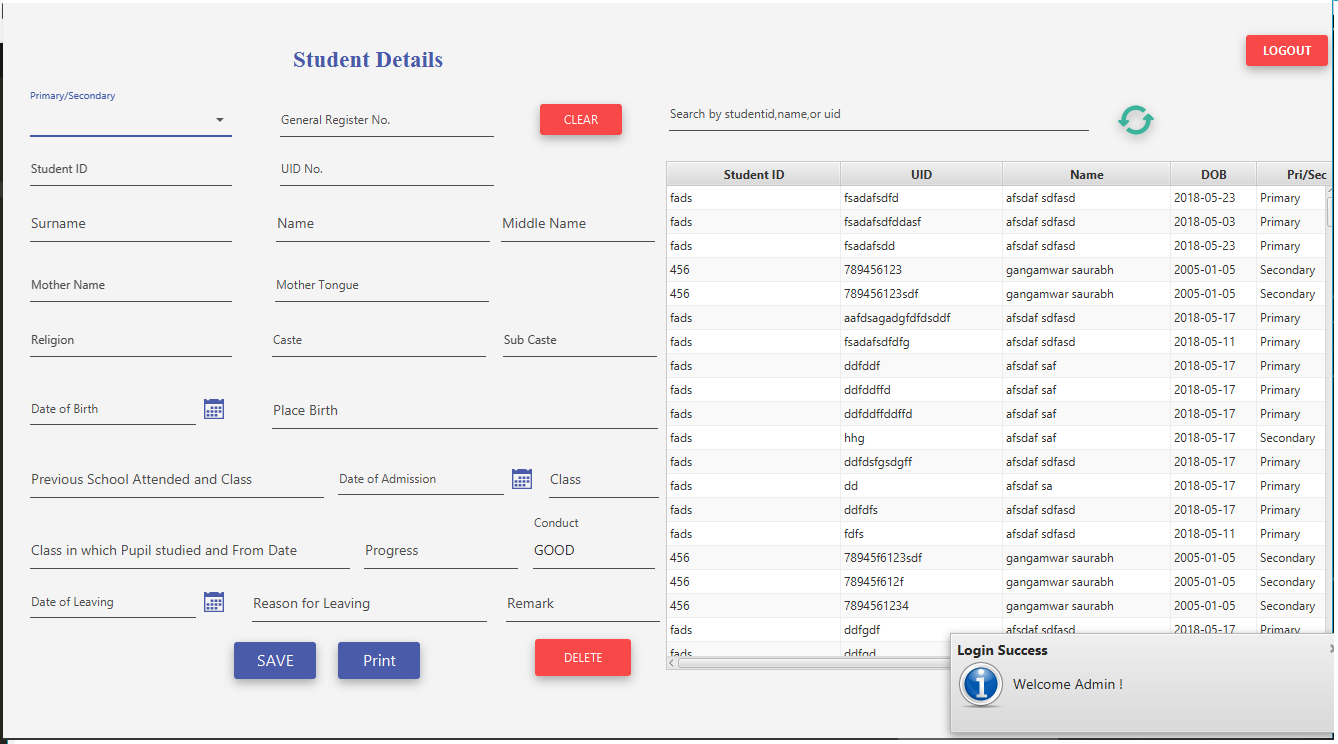 Student Details
LOGOUT
Primary/Secondary
General Register No.
CLEAR
Search by studentid,name,or uid
Student ID
UID No.
Surname
Name
Middle Name
Mother Name
Mother Tongue
Religion
Caste
Sub Caste
Date of Birth
Place Birth
Previous School Attended and Class
Date of Admission
Class
Conduct
Class in which Pupil studied and From Date
Progress
GOOD
Date of Leaving
Reason for Leaving
Remark
SAVE
Print
DELETE
Student ID UID Name DOB Pri/Sec
fads fsadafsdfd afsdaf sdfasd 2018-05-23 Primary
fads fsadafsdfddasf afsdaf sdfasd 2018-05-03 Primary
fads fsadafsdd afsdaf sdfasd 2018-05-23 Primary
456 789456123 gangamwar saurabh 2005-01-05 Secondary
456 789456123sdf gangamwar saurabh 2005-01-05 Secondary
fads aafdsagadgfdfdsddf afsdaf sdfasd 2018-05-17 Primary
fads fsadafsdfdfg afsdaf sdfasd 2018-05-11 Primary
fads ddfddf afsdaf saf 2018-05-17 Primary
fads ddfddffd afsdaf saf 2018-05-17 Primary
fads ddfddffddffd afsdaf saf 2018-05-17 Primary
fads hhg afsdaf saf 2018-05-17 Secondary
fads ddfdsfgsdgff afsdaf sdfasd 2018-05-17 Primary
fads dd afsdaf sa 2018-05-17 Primary
fads ddfdfs afsdaf sdfasd 2018-05-17 Primary
fads fdfs afsdaf sdfasd 2018-05-11 Primary
456 78945f6123sdf gangamwar saurabh 2005-01-05 Secondary
456 78945f612f gangamwar saurabh 2005-01-05 Secondary
456 7894561234 gangamwar saurabh 2005-01-05 Secondary
fads ddfgdf afsdaf sdfasd 2018-05-17 Primary
fads ddfgd
Login Success
Welcome Admin !